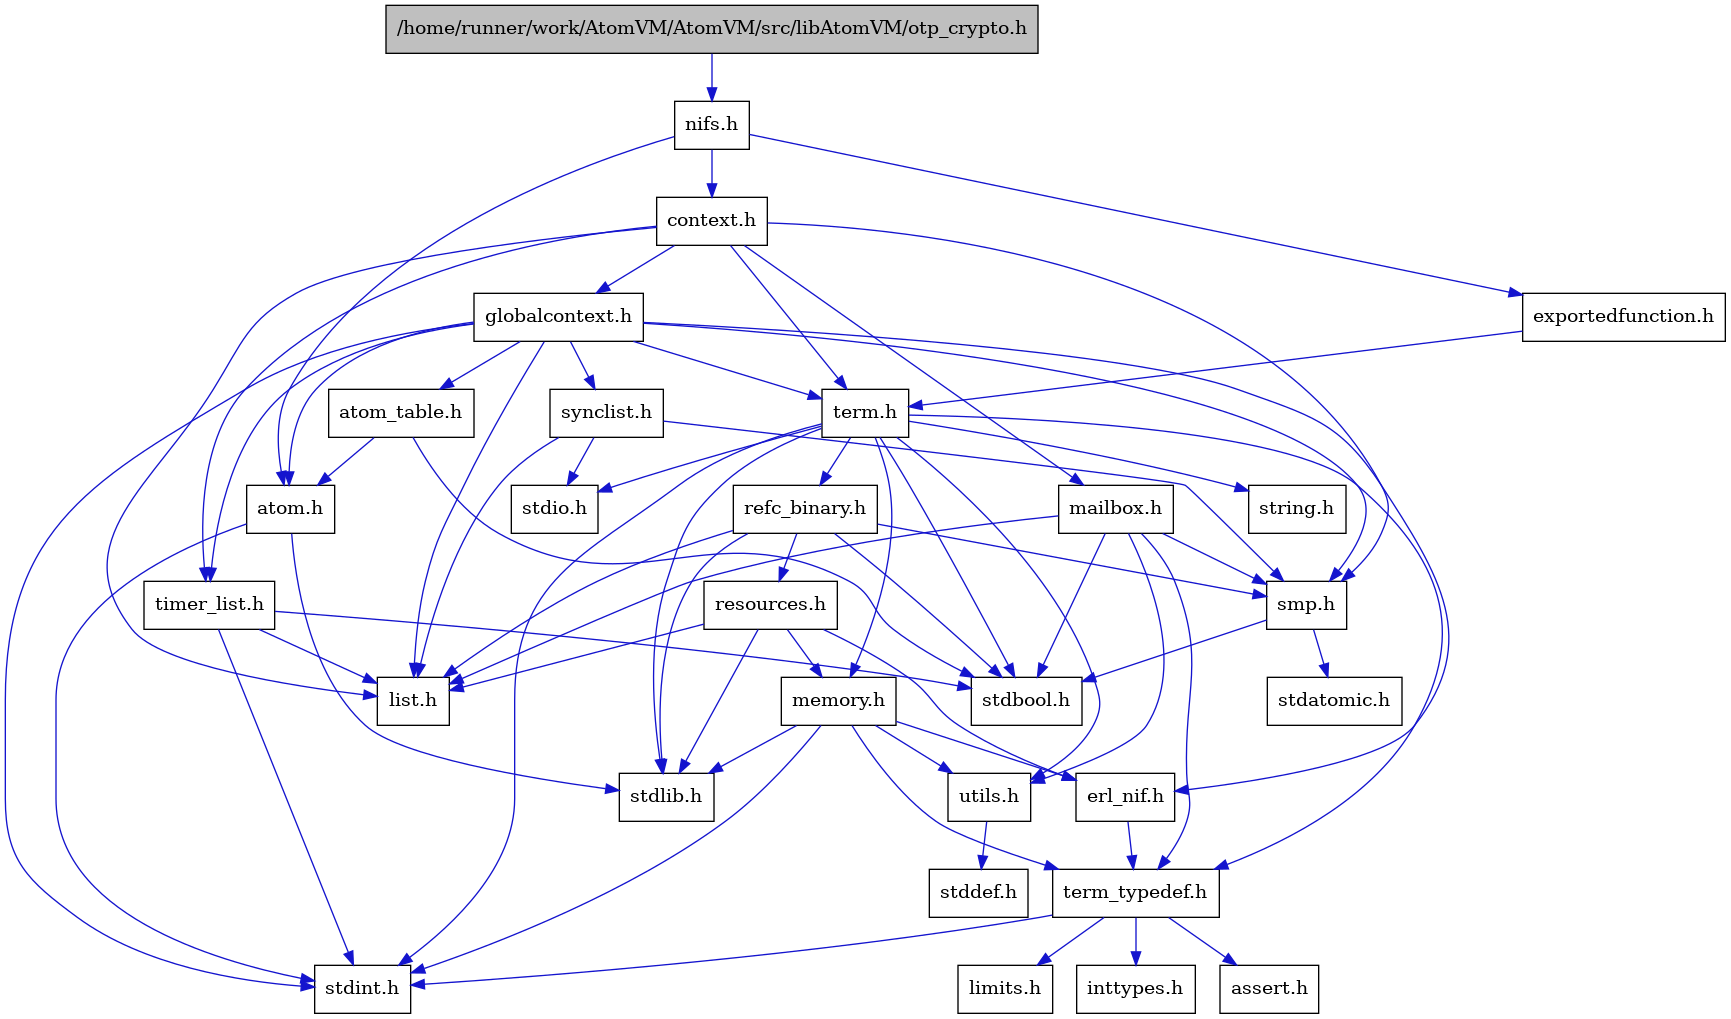 /home/runner/work/AtomVM/AtomVM/src/libAtomVM/otp_crypto.h
nifs.h
context.h
globalcontext.h
exportedfunction.h
atom_table.h
synclist.h
term.h
atom.h
stdio.h
refc_binary.h
mailbox.h
string.h
timer_list.h
resources.h
smp.h
list.h
memory.h
stdbool.h
stdatomic.h
stdlib.h
utils.h
erl_nif.h
stddef.h
term_typedef.h
stdint.h
limits.h
inttypes.h
assert.h